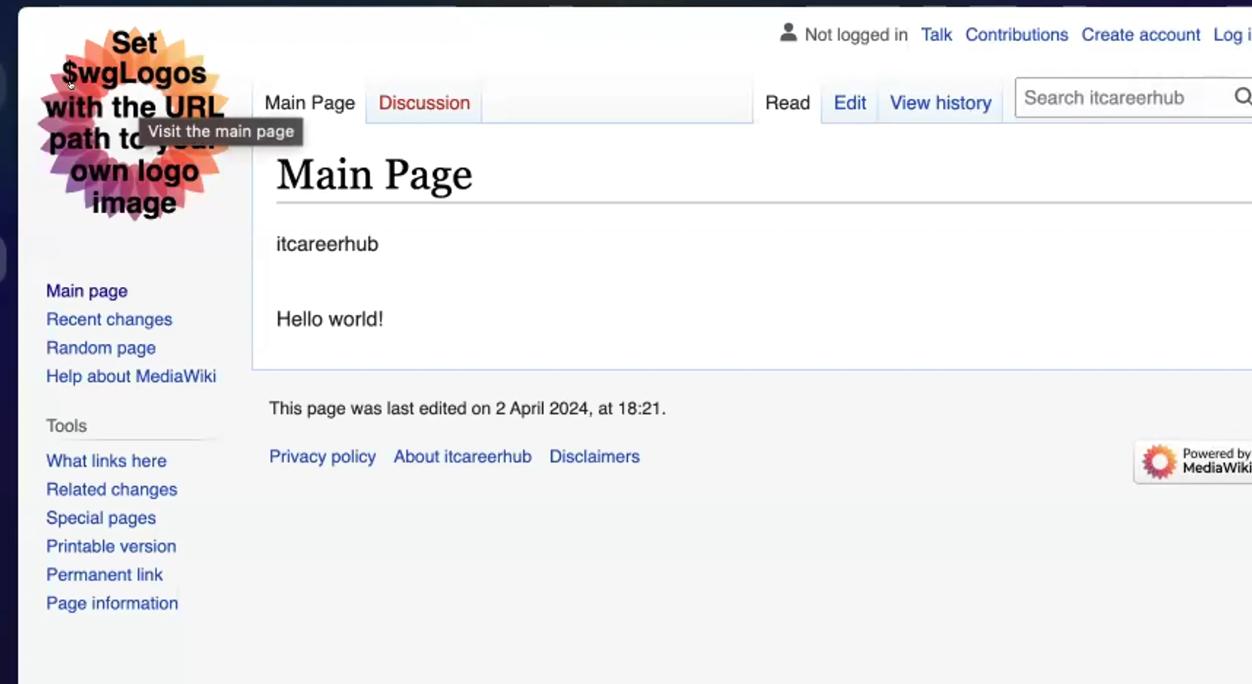 Set
$wgLogos
with the URL
path to your
own logo
image
Visit the main page
Not logged in Talk Contributions Create account Log i
Main Page Discussion Read Edit View history Search itcareerhub
Main Page
itcareerhub
Hello world!
Main page
Recent changes
Random page
Help about MediaWiki
Tools
What links here
Related changes
Special pages
Printable version
Permanent link
Page information
This page was last edited on 2 April 2024, at 18:21.
Privacy policy About itcareerhub Disclaimers
Powered by
MediaWiki